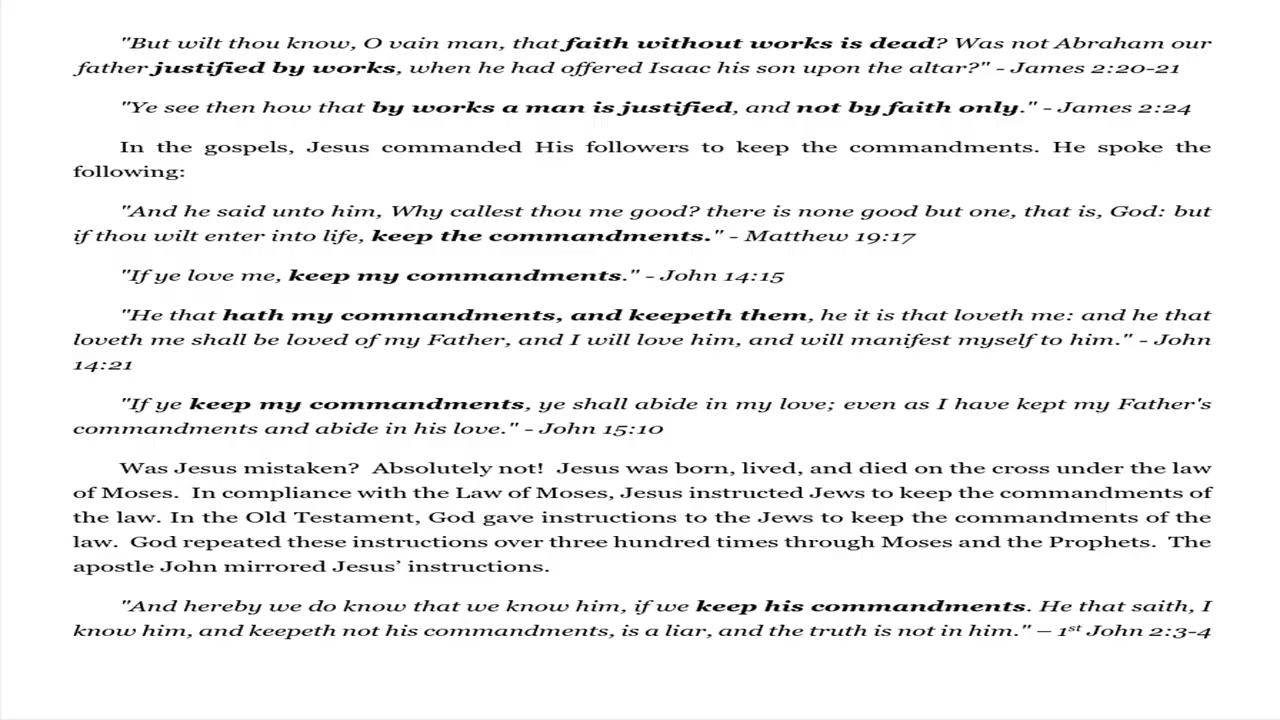 "But wilt thou know, O vain man, that faith without works is dead? Was not Abraham our
father justified by works, when he had offered Isaac his son upon the altar?" - James 2:20-21
"Ye see then how that by works a man is justified, and not by faith only." - James 2:24
In the gospels, Jesus commanded His followers to keep the commandments. He spoke the
following:
"And he said unto him, Why callest thou me good? there is none good but one, that is, God: but
if thou wilt enter into life, keep the commandments." - Matthew 19:17
"If ye love me, keep my commandments." - John 14:15
"He that hath my commandments, and keepeth them, he it is that loveth me: and he that
loveth me shall be loved of my Father, and I will love him, and will manifest myself to him." - John
14:21
"If ye keep my commandments, ye shall abide in my love; even as I have kept my Father's
commandments and abide in his love." - John 15:10
Was Jesus mistaken? Absolutely not! Jesus was born, lived, and died on the cross under the law
of Moses. In compliance with the Law of Moses, Jesus instructed Jews to keep the commandments of
the law. In the Old Testament, God gave instructions to the Jews to keep the commandments of the
law. God repeated these instructions over three hundred times through Moses and the Prophets. The
apostle John mirrored Jesus’ instructions.
"And hereby we do know that we know him, if we keep his commandments. He that saith, I
know him, and keepeth not his commandments, is a liar, and the truth is not in him." – 1st John 2:3-4